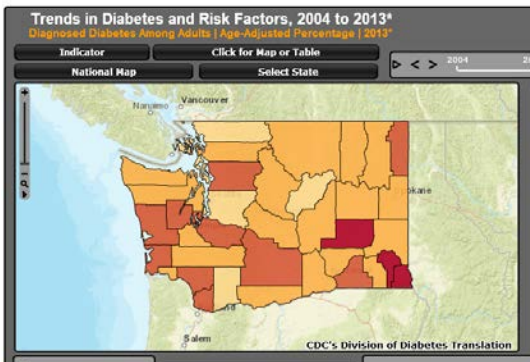 Trends in Diabetes and Risk Factors, 2004 to 2013*
Diagnosed Diabetes Among Adults | Age-Adjusted Percentage | 2013*
Indicator
Click for Map or Table
2004
National Map
Select State
Vancouver
Nanaimo
Spokane
Salem
CDC's Division of Diabetes Translation